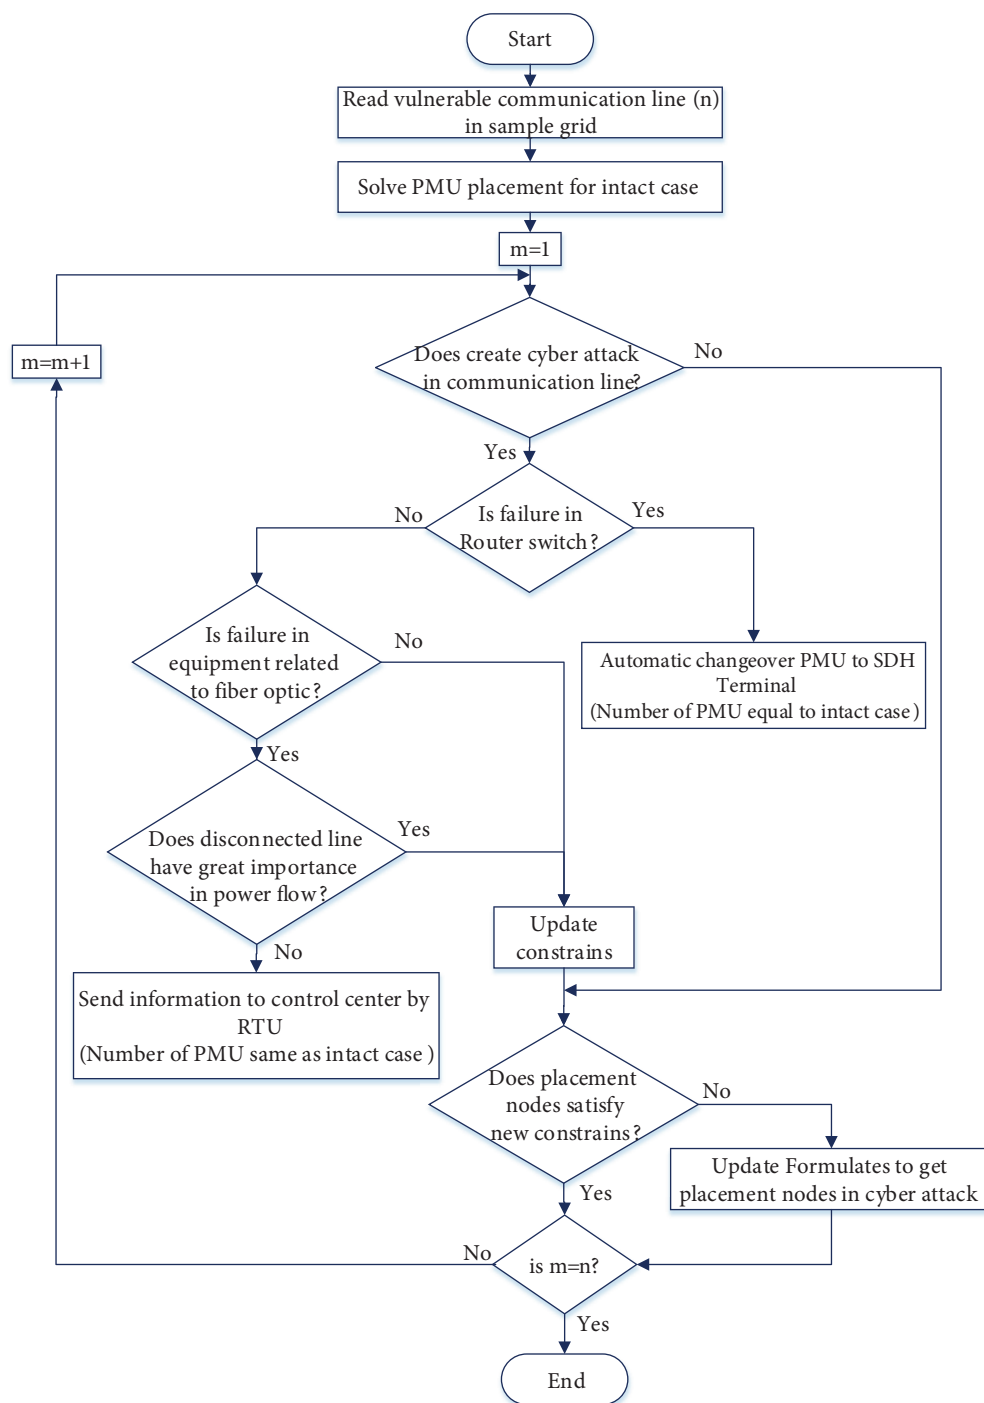 Start
Read vulnerable communication line (n)
in sample grid
Solve PMU placement for intact case
m=1
m=m+1
Does create cyber attack
in communication line?
No
Yes
Is failure in
Router switch?
No
Yes
Is failure in
equipment related
to fiber optic?
No
Automatic changeover PMU to SDH
Terminal
(Number of PMU equal to intact case)
Yes
Does disconnected line
have great importance
in power flow?
Yes
No
Update
constrains
Send information to control center by
RTU
(Number of PMU same as intact case)
Does placement
nodes satisfy
new constrains?
No
Update Formulates to get
placement nodes in cyber attack
Yes
is m=n?
No
Yes
End